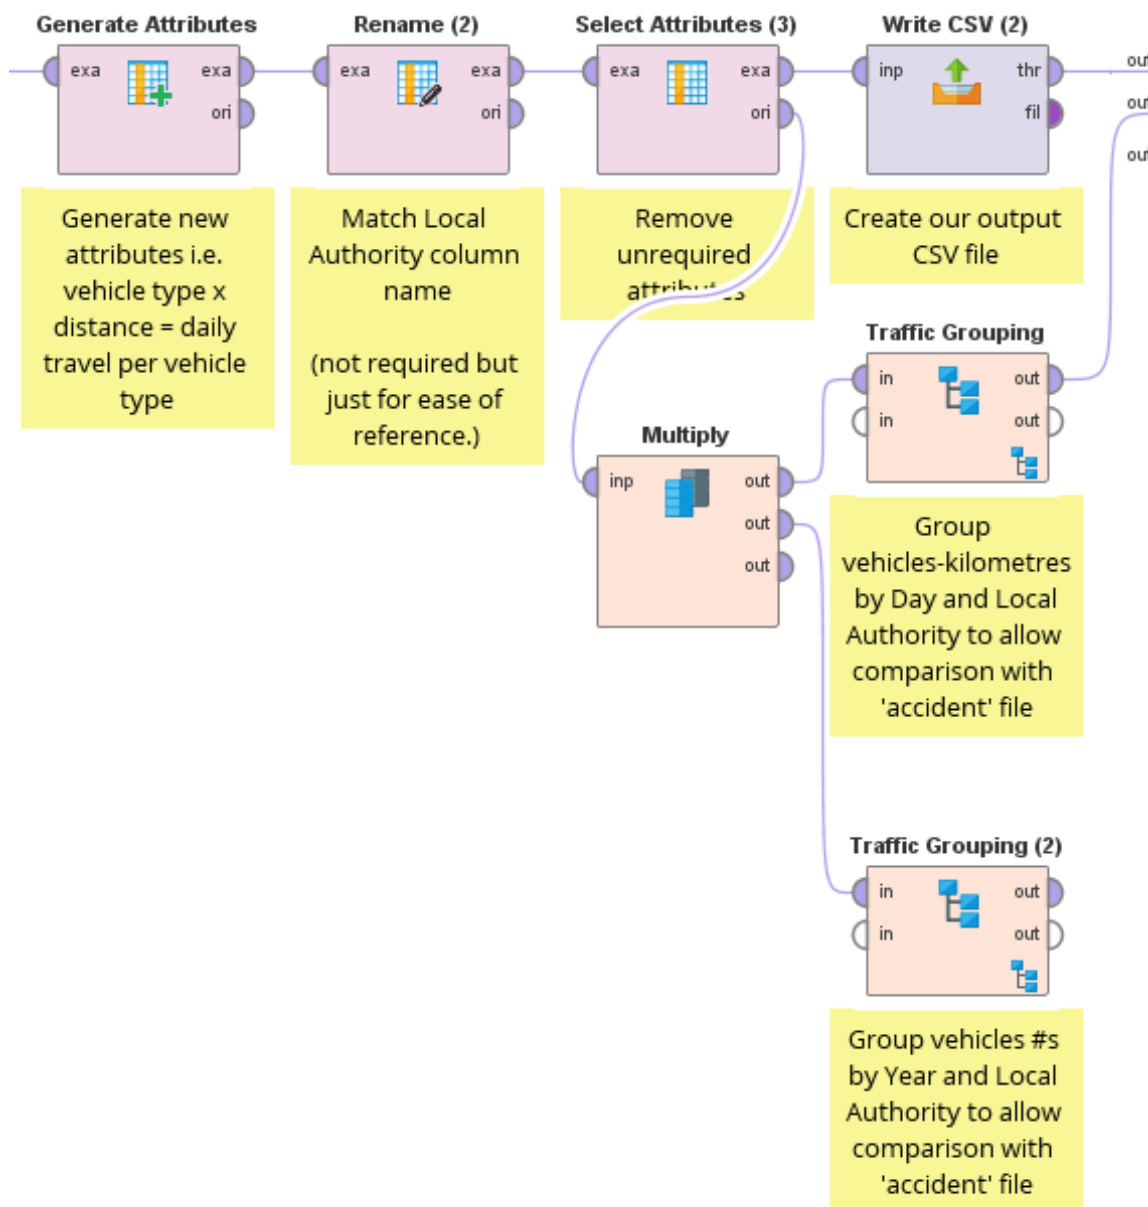 Generate Attributes
exa
exa
ori
Generate new
attributes i.e.
vehicle type x
distance = daily
travel per vehicle
type
Rename (2)
exa
exa
ori
Match Local
Authority column
name
(not required but
just for ease of
reference.)
Select Attributes (3)
exa
exa
ori
Remove
unrequired
attributes
Write CSV (2)
inp
thr
fil
Create our output
CSV file
out
out
out
Multiply
inp
out
out
out
Traffic Grouping
in
out
in
out
Group
vehicles-kilometres
by Day and Local
Authority to allow
comparison with
'accident' file
Traffic Grouping (2)
in
out
in
out
Group vehicles #s
by Year and Local
Authority to allow
comparison with
'accident' file